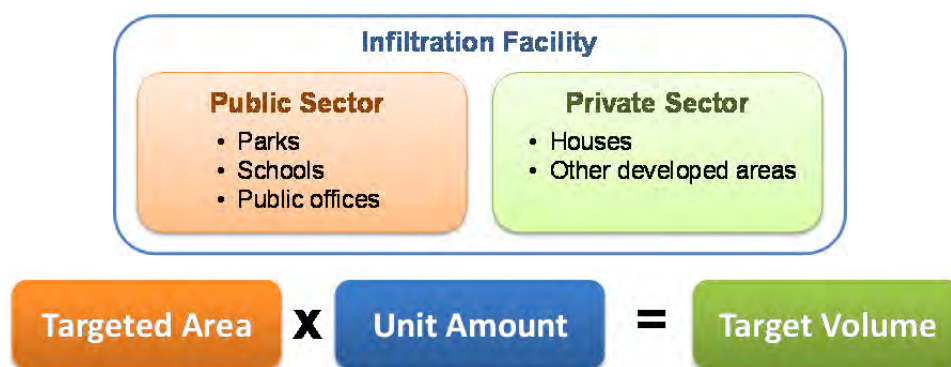 Infiltration Facility
Public Sector
• Parks
• Schools
• Public offices
Private Sector
• Houses
• Other developed areas
Targeted Area x Unit Amount = Target Volume